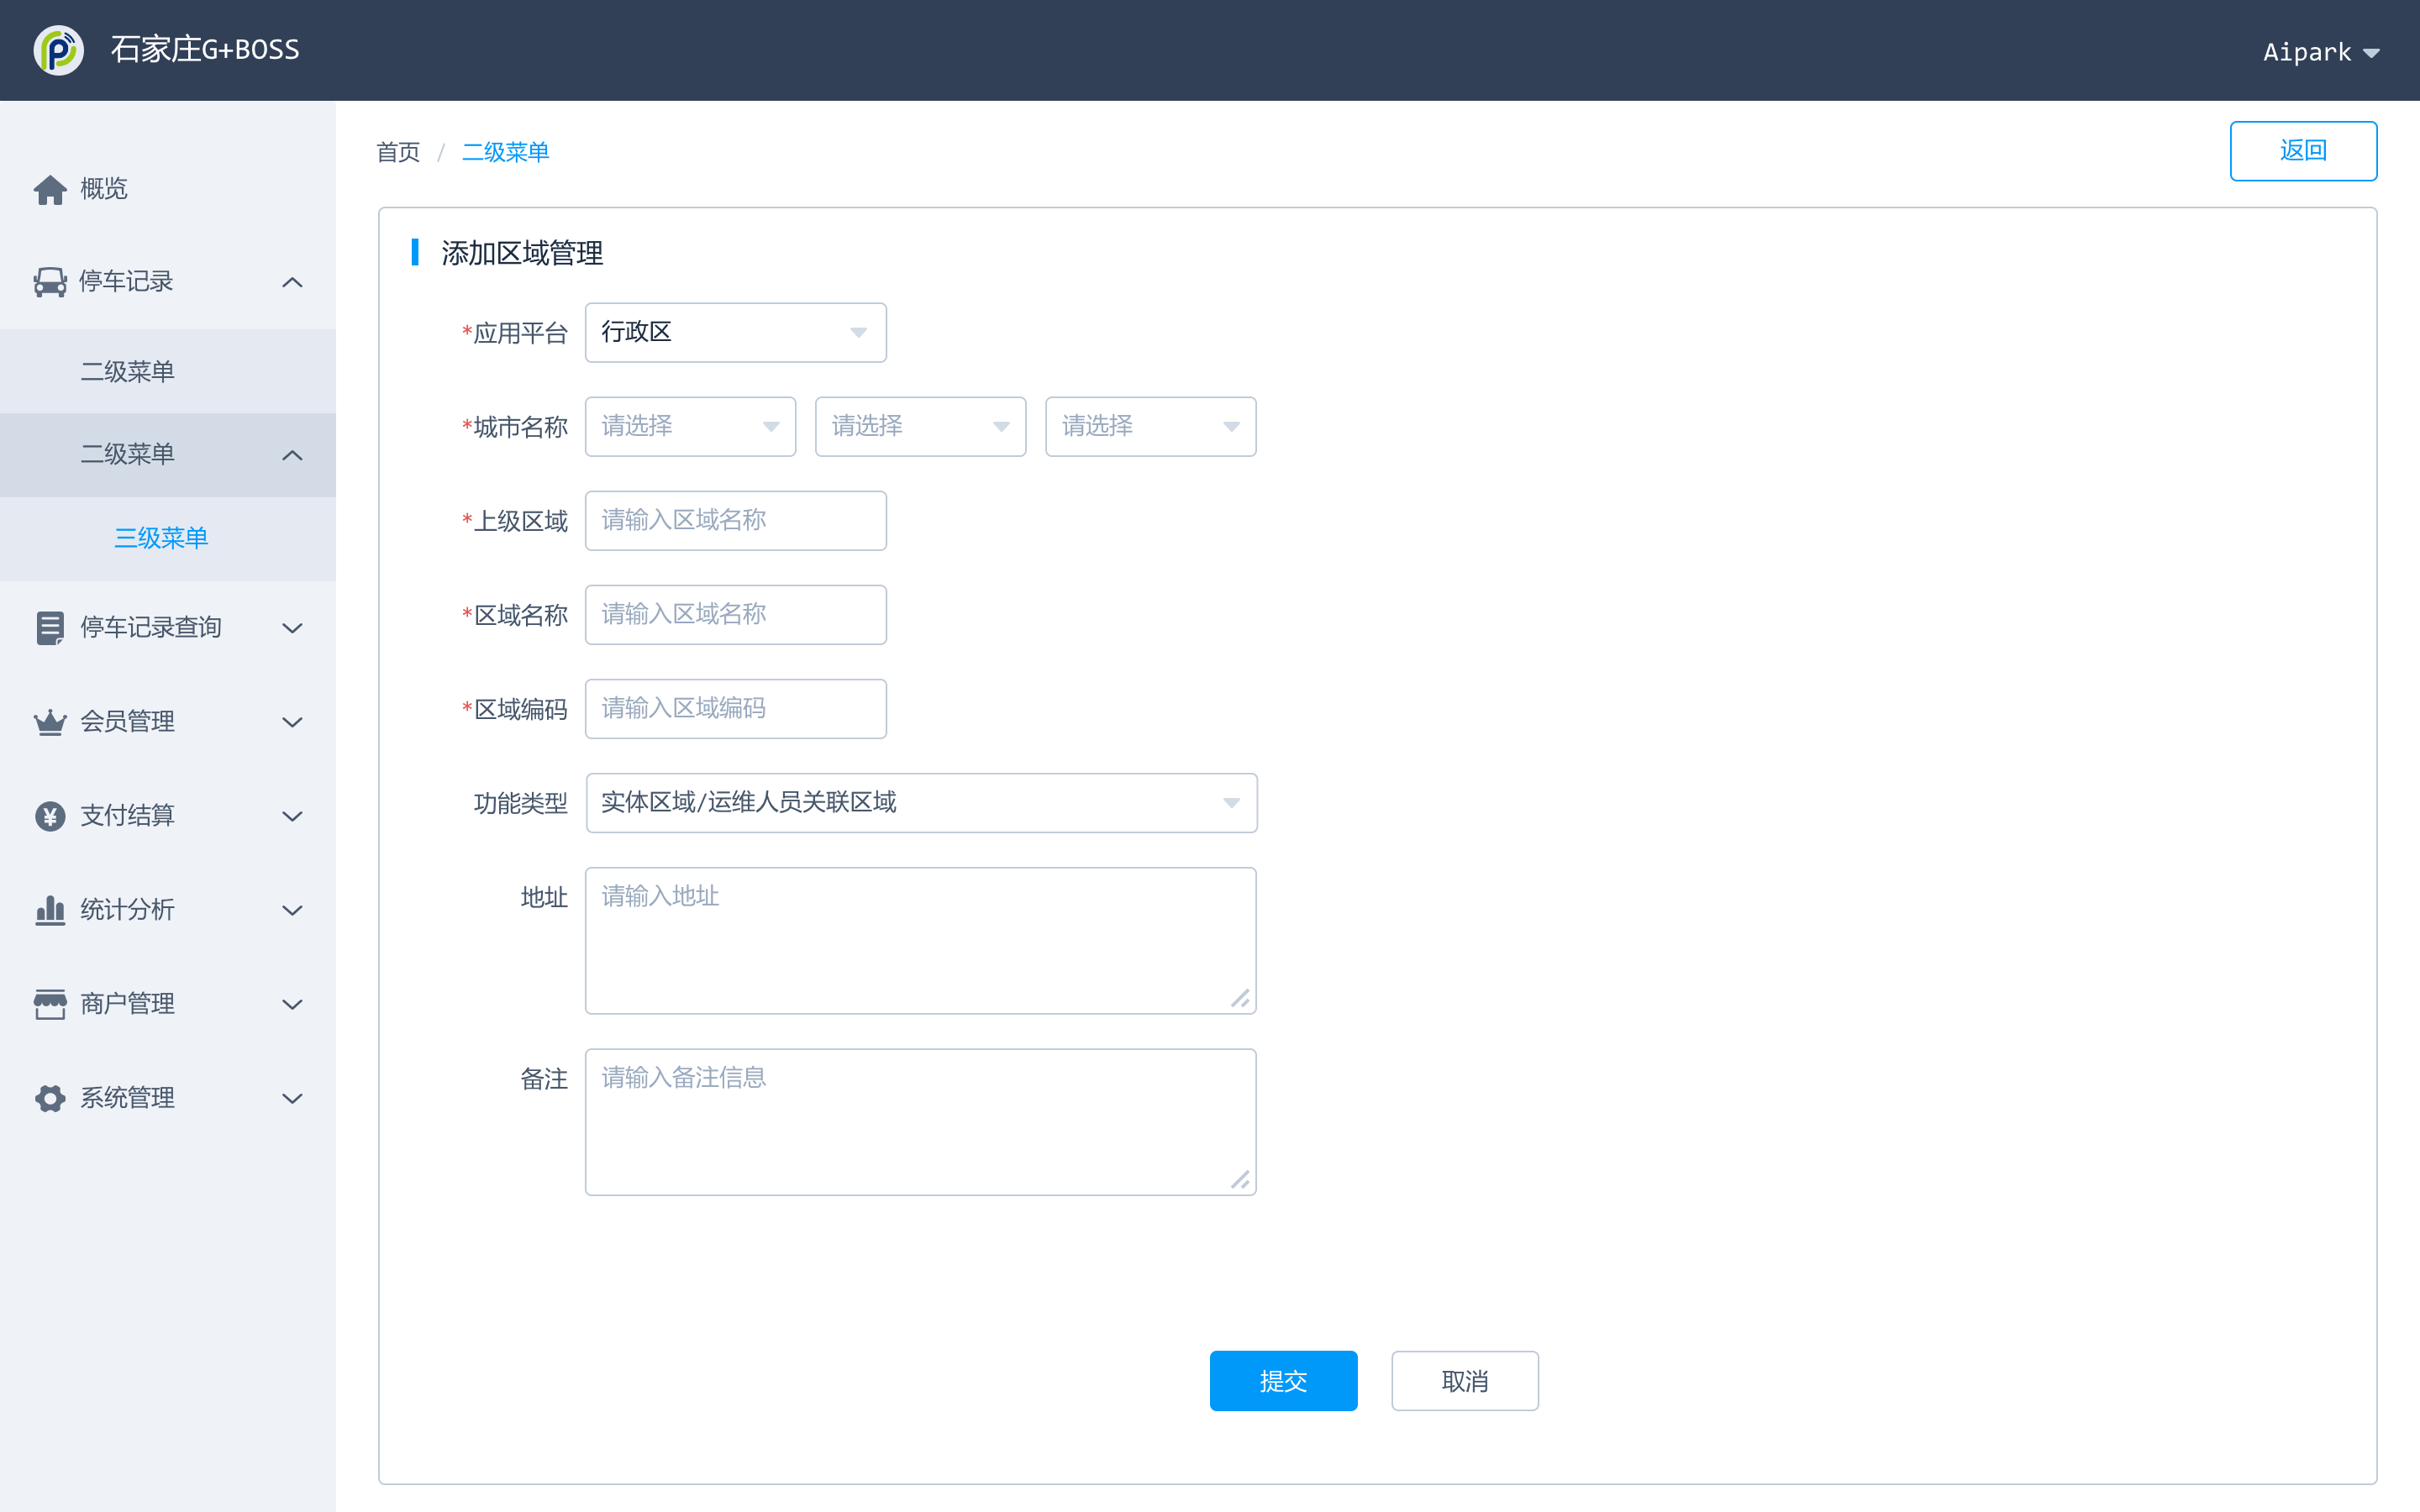 石家庄G+BOSS
Aipark
概览
停车记录
二级菜单
二级菜单
三级菜单
停车记录查询
会员管理
支付结算
统计分析
商户管理
系统管理
首页 / 二级菜单
返回
添加区域管理
*应用平台 行政区
*城市名称 请选择 请选择 请选择
*上级区域 请输入区域名称
*区域名称 请输入区域名称
*区域编码 请输入区域编码
功能类型 实体区域/运维人员关联区域
地址 请输入地址
备注 请输入备注信息
提交 取消